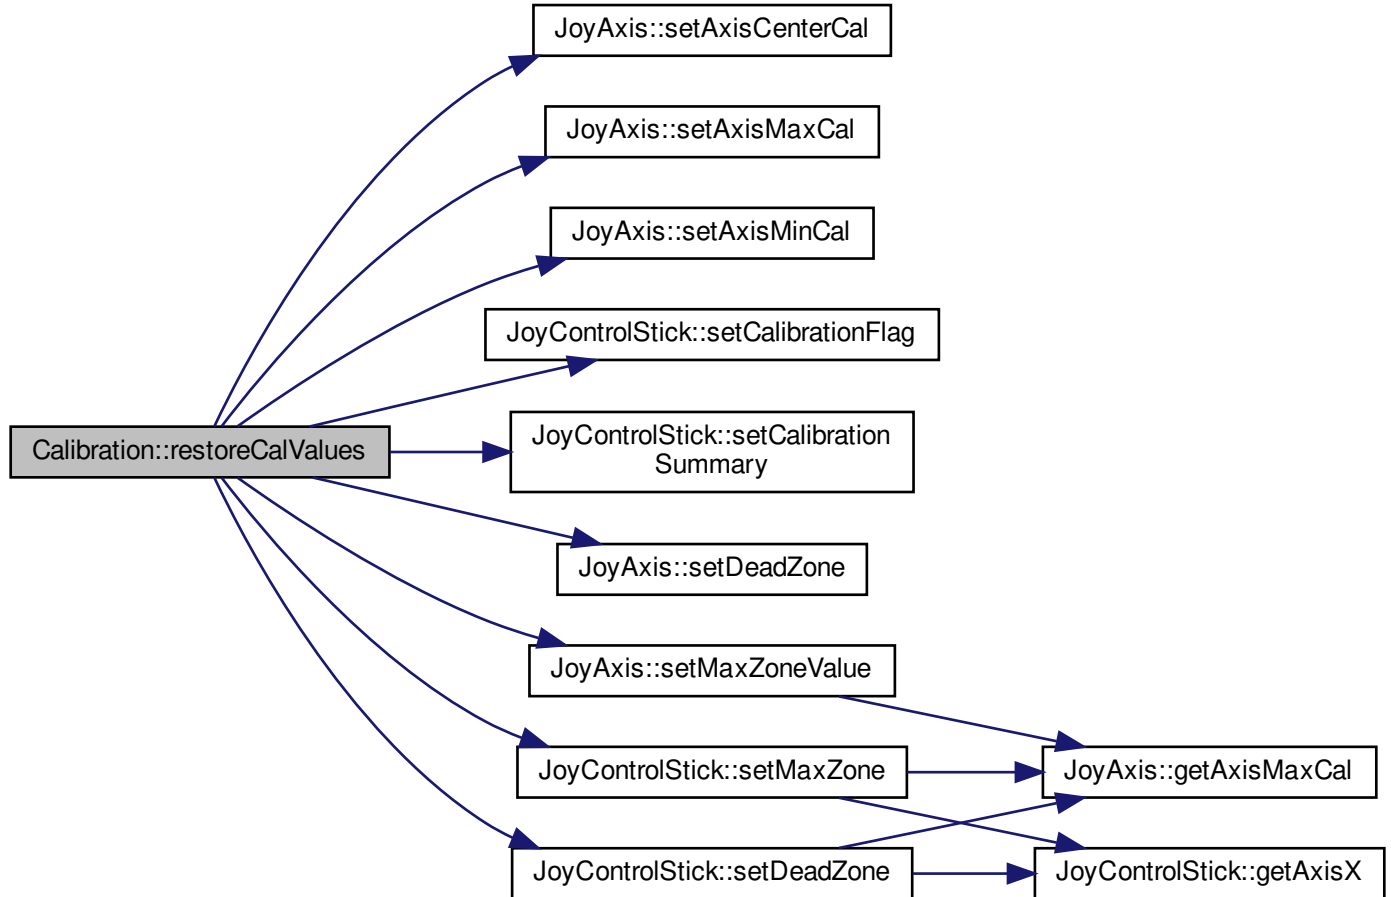 JoyAxis::setAxisCenterCal
JoyAxis::setAxisMaxCal
JoyAxis::setAxisMinCal
JoyControlStick::setCalibrationFlag
Calibration::restoreCalValues
JoyControlStick::setCalibration
Summary
JoyAxis::setDeadZone
JoyAxis::setMaxZoneValue
JoyControlStick::setMaxZone
JoyAxis::getAxisMaxCal
JoyControlStick::setDeadZone
JoyControlStick::getAxisX